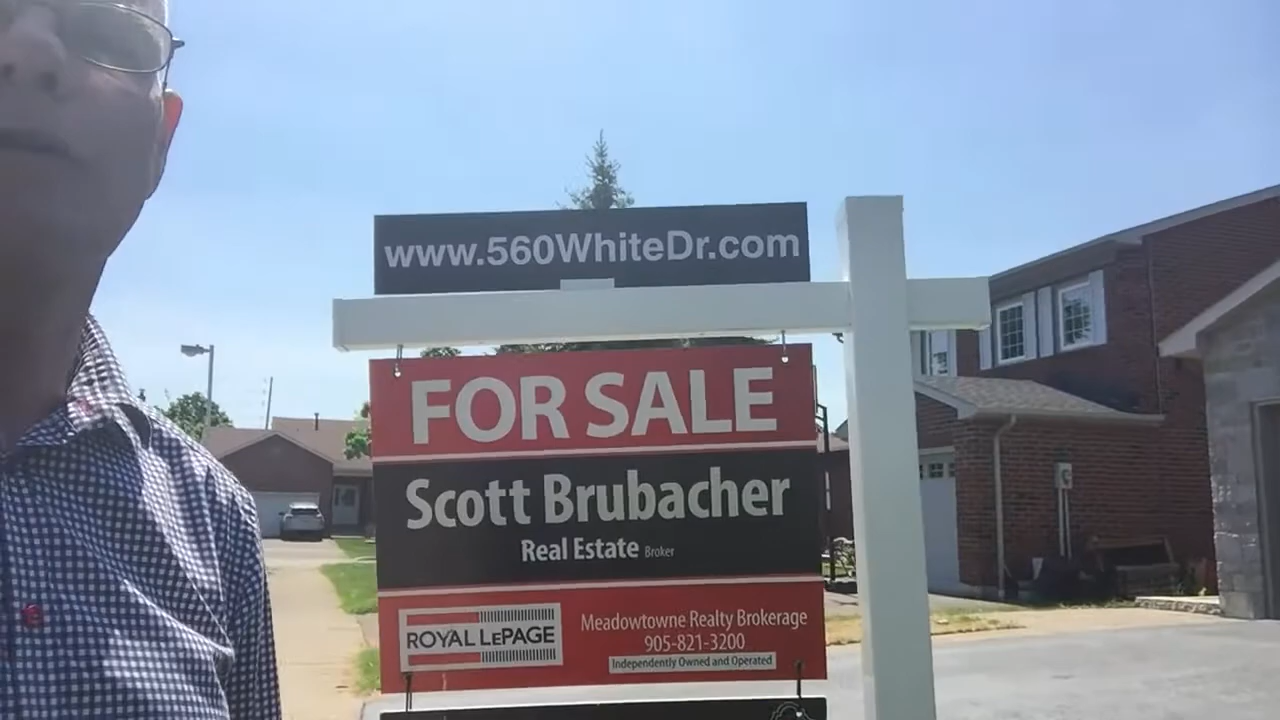 www.560WhiteDr.com
FOR SALE
Scott Brubacher
Real Estate Broker
ROYAL LEPAGE
Meadowtowne Realty Brokerage
905-821-3200
Independently Owned and Operated